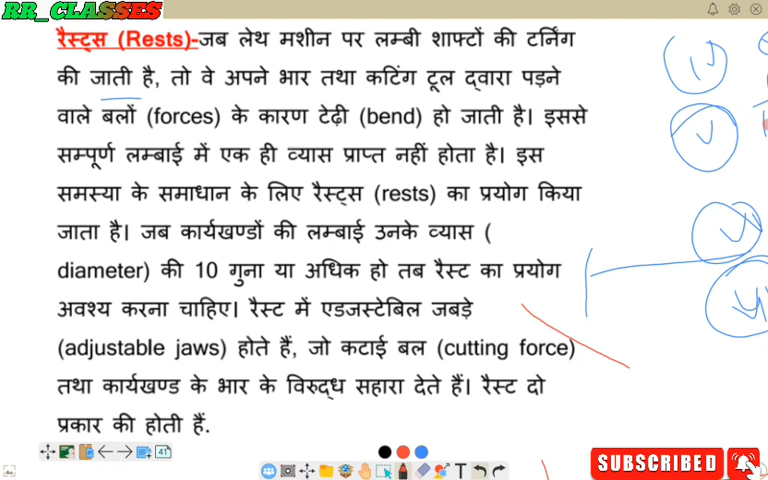 RR_CLASSES
रैस्ट्स (Rests)-जब लेथ मशीन पर लम्बी शाफ्टों की टर्निंग
की जाती है, तो वे अपने भार तथा कटिंग टूल द्वारा पड़ने
वाले बलों (forces) के कारण टेढ़ी (bend) हो जाती है। इससे
सम्पूर्ण लम्बाई में एक ही व्यास प्राप्त नहीं होता है। इस
समस्या के समाधान के लिए रैस्ट्स (rests) का प्रयोग किया
जाता है। जब कार्यखण्डों की लम्बाई उनके व्यास (
diameter) की 10 गुना या अधिक हो तब रैस्ट का प्रयोग
अवश्य करना चाहिए। रैस्ट में एडजस्टेबिल जबड़े
(adjustable jaws) होते हैं, जो कटाई बल (cutting force)
तथा कार्यखण्ड के भार के विरुद्ध सहारा देते हैं। रैस्ट दो
प्रकार की होती हैं.
41
T
SUBSCRIBED